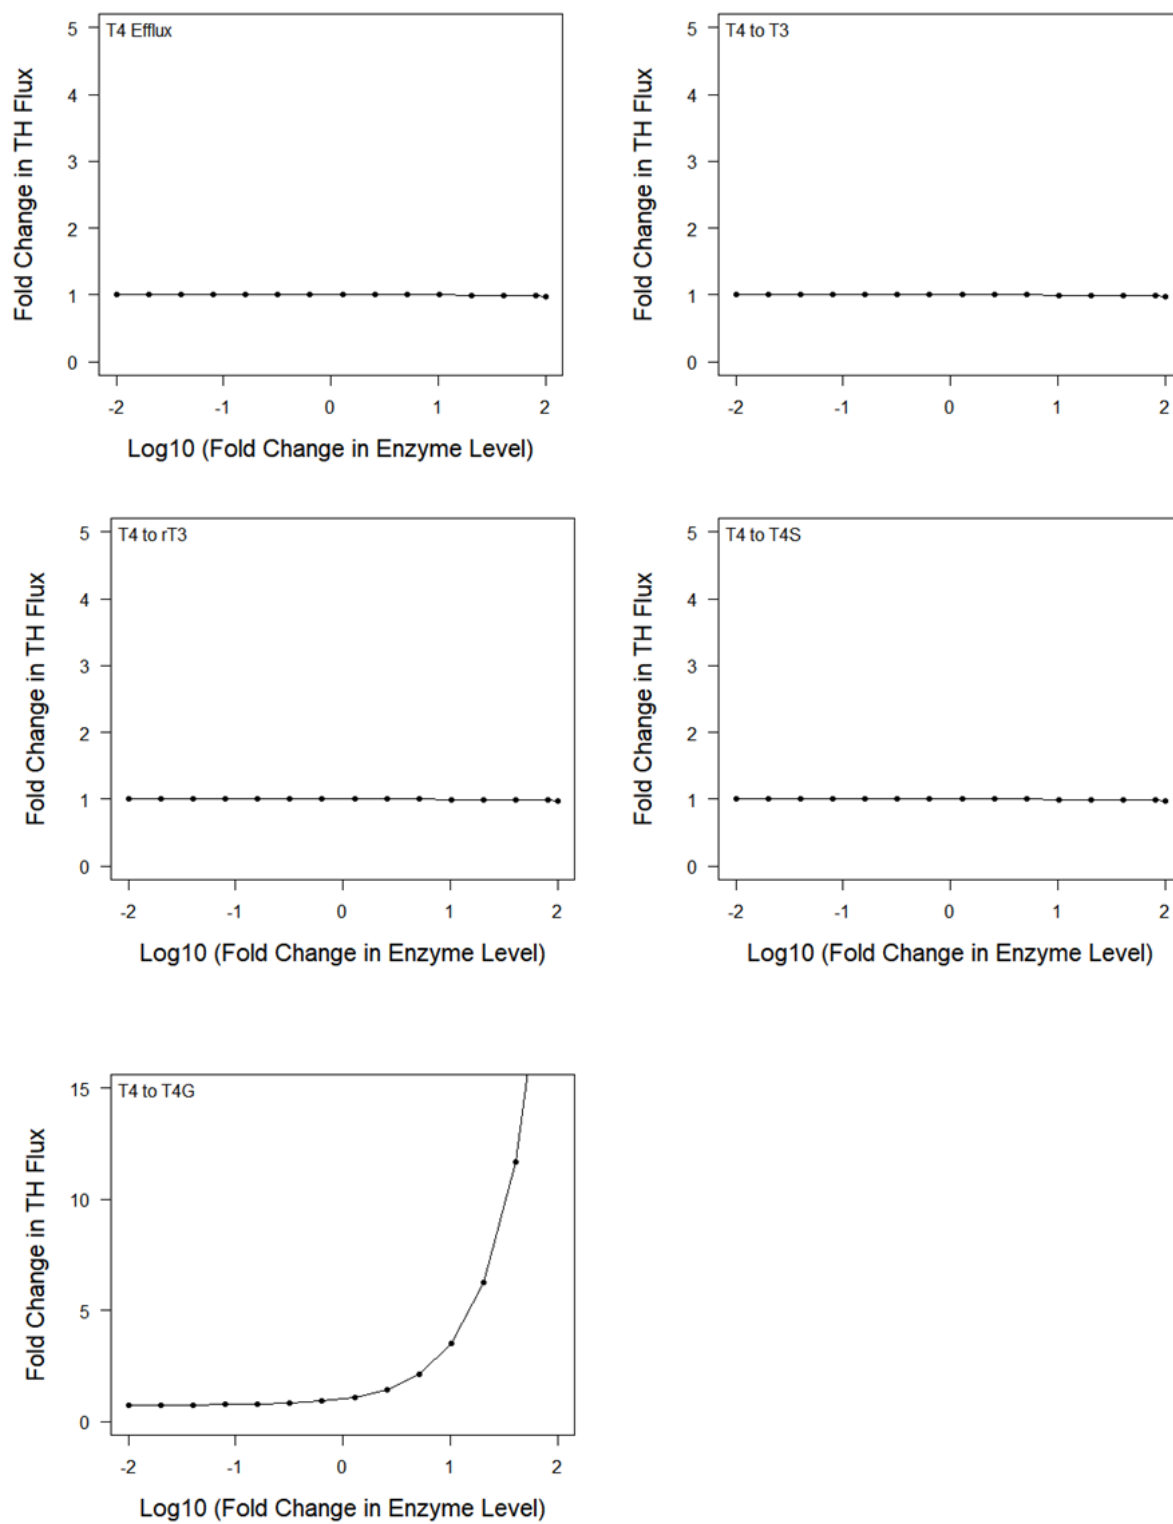 T4 Efflux
Fold Change in TH Flux
5
4
3
2
1
0
-2 -1 0 1 2
Log10 (Fold Change in Enzyme Level)
T4 to T3
Fold Change in TH Flux
5
4
3
2
1
0
-2 -1 0 1 2
Log10 (Fold Change in Enzyme Level)
T4 to rT3
Fold Change in TH Flux
5
4
3
2
1
0
-2 -1 0 1 2
Log10 (Fold Change in Enzyme Level)
T4 to T4S
Fold Change in TH Flux
5
4
3
2
1
0
-2 -1 0 1 2
Log10 (Fold Change in Enzyme Level)
T4 to T4G
Fold Change in TH Flux
15
10
5
0
-2 -1 0 1 2
Log10 (Fold Change in Enzyme Level)